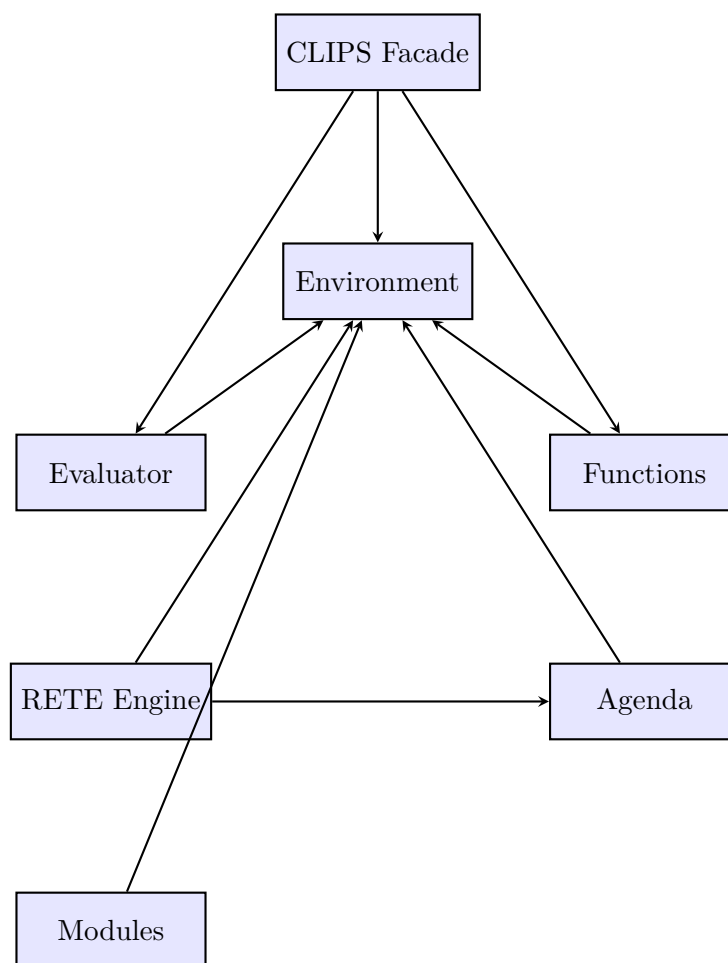 CLIPS Facade
Environment
Evaluator
Functions
RETE Engine
Agenda
Modules